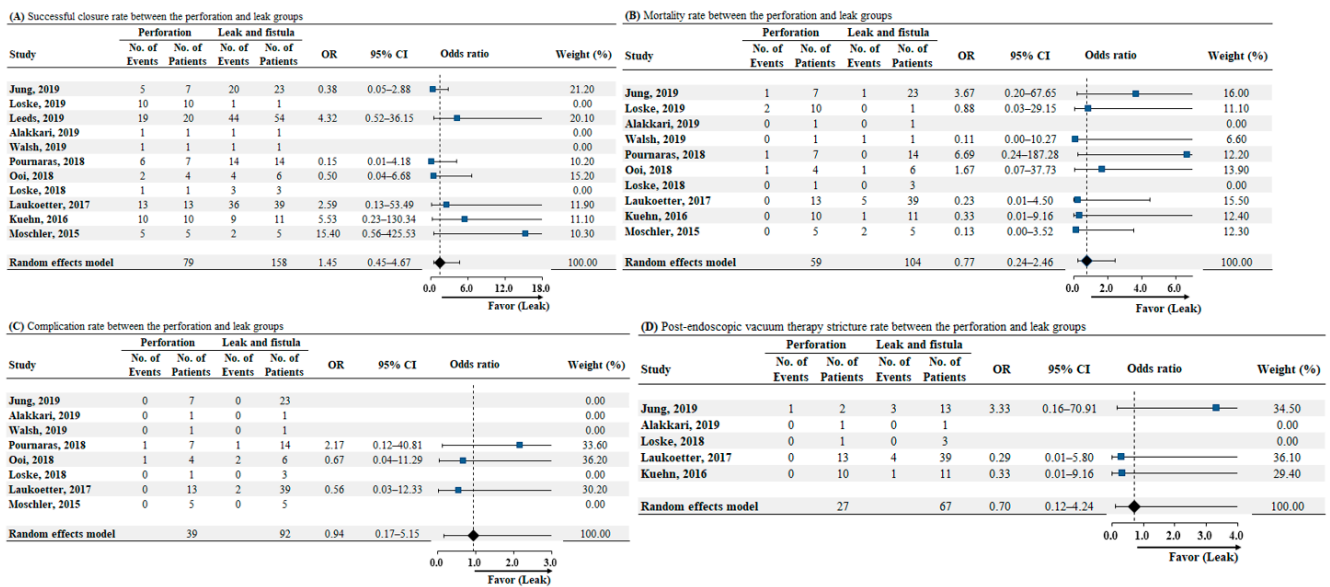 (A) Successful closure rate between the perforation and leak groups
Perforation Leak and fistula
Study No. of Events No. of Patients No. of Events No. of Patients OR 95% CI Odds ratio Weight (%)
Jung, 2019 5 7 20 23 0.38 0.05–2.88 21.20
Loske, 2019 10 10 1 1 0.00
Leeds, 2019 19 20 44 54 4.32 0.52–36.15 20.10
Alakkari, 2019 1 1 1 1 0.00
Walsh, 2019 1 1 1 1 0.00
Pournaras, 2018 6 7 14 14 0.15 0.01–4.18 10.20
Ooi, 2018 2 4 4 6 0.50 0.04–6.68 15.20
Loske, 2018 1 1 3 3 0.00
Laukoetter, 2017 13 13 36 39 2.59 0.13–53.49 11.90
Kuehn, 2016 10 10 9 11 5.53 0.23–130.34 11.10
Moschler, 2015 5 5 2 5 15.40 0.56–425.53 10.30
Random effects model 79 158 1.45 0.45–4.67 100.00
0.0 6.0 12.0 18.0
Favor (Leak)
(B) Mortality rate between the perforation and leak groups
Perforation Leak and fistula
Study No. of Events No. of Patients No. of Events No. of Patients OR 95% CI Odds ratio Weight (%)
Jung, 2019 1 7 1 23 3.67 0.20–67.65 16.00
Loske, 2019 2 10 0 1 0.88 0.03–29.15 11.10
Alakkari, 2019 0 1 0 1 0.00
Walsh, 2019 0 1 1 1 0.11 0.00–10.27 6.60
Pournaras, 2018 1 7 0 14 6.69 0.24–187.28 12.20
Ooi, 2018 1 4 1 6 1.67 0.07–37.73 13.90
Loske, 2018 0 1 0 3 0.00
Laukoetter, 2017 0 13 5 39 0.23 0.01–4.50 15.50
Kuehn, 2016 0 10 1 11 0.33 0.01–9.16 12.40
Moschler, 2015 0 5 2 5 0.13 0.00–3.52 12.30
Random effects model 59 104 0.77 0.24–2.46 100.00
0.0 2.0 4.0 6.0
Favor (Leak)
(C) Complication rate between the perforation and leak groups
Perforation Leak and fistula
Study No. of Events No. of Patients No. of Events No. of Patients OR 95% CI Odds ratio Weight (%)
Jung, 2019 0 7 0 23 0.00
Alakkari, 2019 0 1 0 1 0.00
Walsh, 2019 0 1 0 1 0.00
Pournaras, 2018 1 7 1 14 2.17 0.12–40.81 33.60
Ooi, 2018 1 4 2 6 0.67 0.04–11.29 36.20
Loske, 2018 0 1 0 3 0.00
Laukoetter, 2017 0 13 2 39 0.56 0.03–12.33 30.20
Moschler, 2015 0 5 0 5 0.00
Random effects model 39 92 0.94 0.17–5.15 100.00
0.0 1.0 2.0 3.0
Favor (Leak)
(D) Post-endoscopic vacuum therapy stricture rate between the perforation and leak groups
Perforation Leak and fistula
Study No. of Events No. of Patients No. of Events No. of Patients OR 95% CI Odds ratio Weight (%)
Jung, 2019 1 2 3 13 3.33 0.16–70.91 34.50
Alakkari, 2019 0 1 0 1 0.00
Loske, 2018 0 1 0 3 0.00
Laukoetter, 2017 0 13 4 39 0.29 0.01–5.80 36.10
Kuehn, 2016 0 10 1 11 0.33 0.01–9.16 29.40
Random effects model 27 67 0.70 0.12–4.24 100.00
0.0 1.0 2.0 3.0 4.0
Favor (Leak)